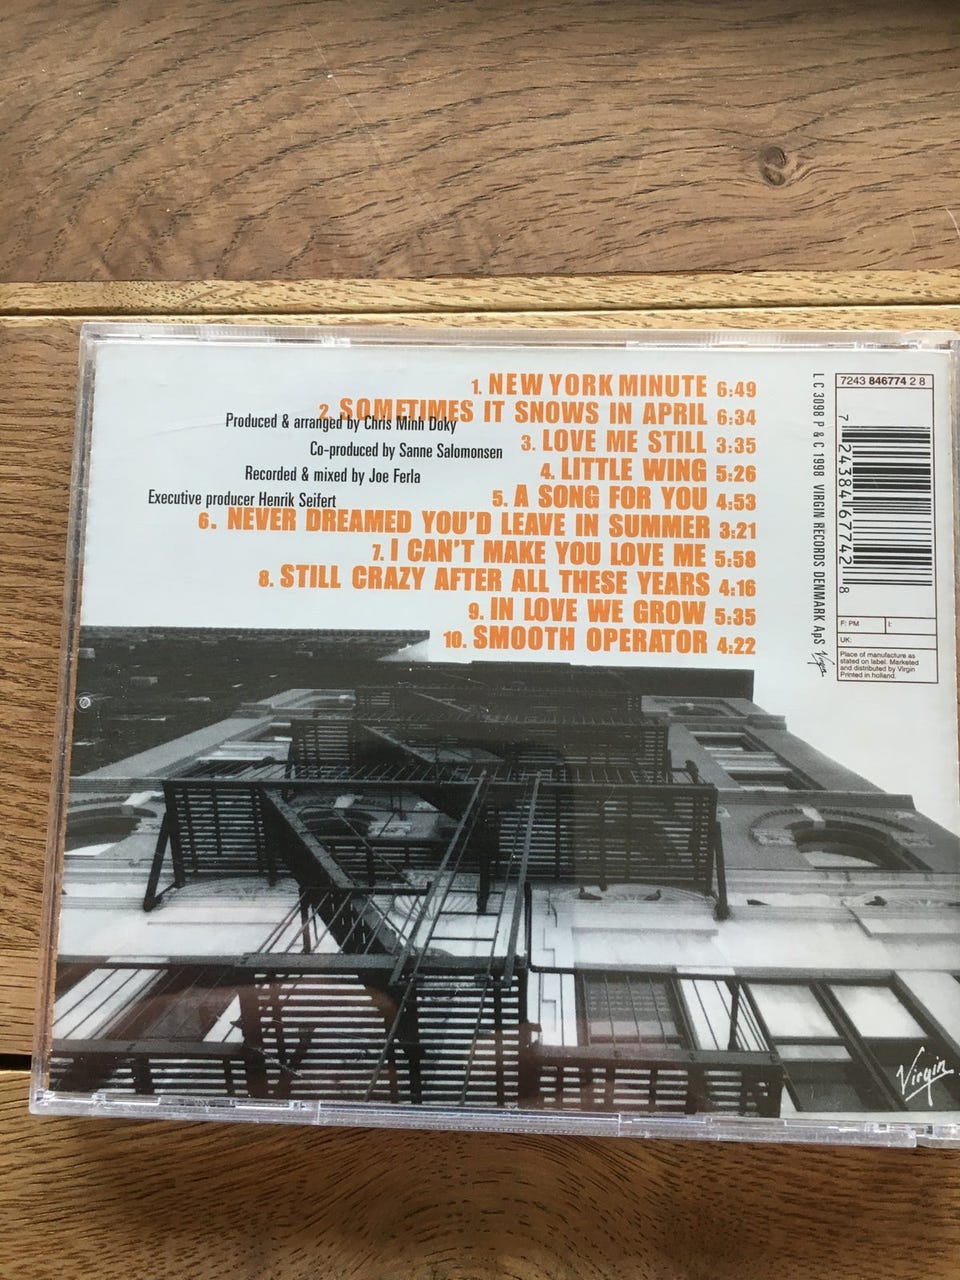 1. NEW YORK MINUTE 6:49
2. SOMETIMES IT SNOWS IN APRIL 6:34
Produced & arranged by Chris Minh Doky
3. LOVE ME STILL 3:35
Co-produced by Sanne Salomonsen
4. LITTLE WING 5:26
Recorded & mixed by Joe Ferla
5. A SONG FOR YOU 4:53
Executive producer Henrik Seifert
6. NEVER DREAMED YOU'D LEAVE IN SUMMER 3:21
7. I CAN'T MAKE YOU LOVE ME 5:58
8. STILL CRAZY AFTER ALL THESE YEARS 4:16
9. IN LOVE WE GROW 5:35
10. SMOOTH OPERATOR 4:22
LC 3098 P & C 1998 VIRGIN RECORDS DENMARK ApS Virgin
7243 846774 2 8
7 24384 67742 8
F: PM
I:
UK:
Place of manufacture as
stated on label. Marketed
and distributed by Virgin
Printed in holland.
Virgin